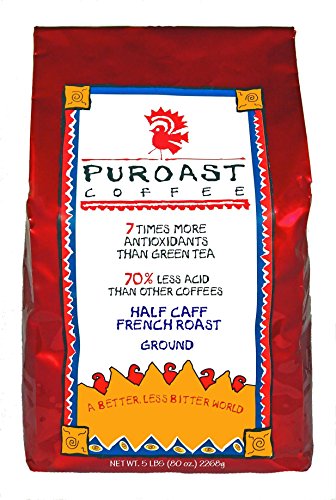 PUROAST
COFFEE
7 TIMES MORE
ANTIOXIDANTS
THAN GREEN TEA
70% LESS ACID
THAN OTHER COFFEES
HALF CAFF
FRENCH ROAST
GROUND
A BETTER, LESS BITTER WORLD
NET WT. 5 LBS (80 oz.) 2268g